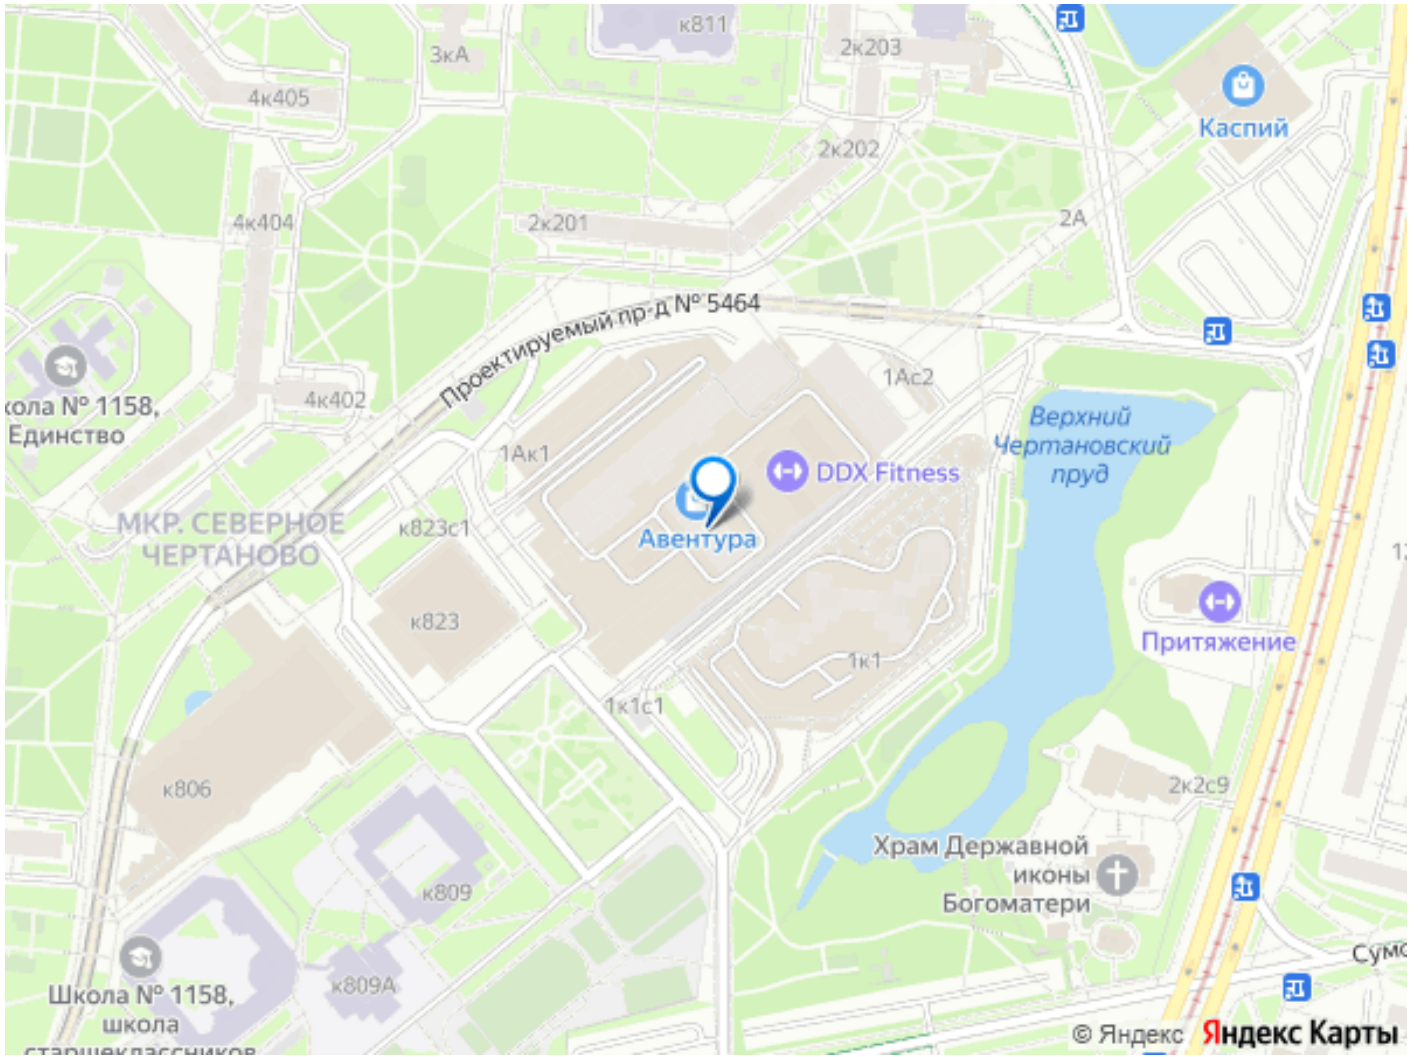 к811
2к203
3кА
4к405
Каспий
2к202
4к404
2к201
2А
Проектируемый пр-д № 5464
1Ас2
4к402
кола № 1158,
Единство
Верхний
Чертановский
пруд
1Ак1
DDX Fitness
МКР. СЕВЕРНОЕ
ЧЕРТАНОВО
к823с1
Авентура
к823
Притяжение
1к1
1к1с1
к806
2к2с9
Храм Державной
иконы
Богоматери
к809
Сумс
к809А
Школа № 1158,
школа
старшеклассников
© Яндекс Яндекс Карты